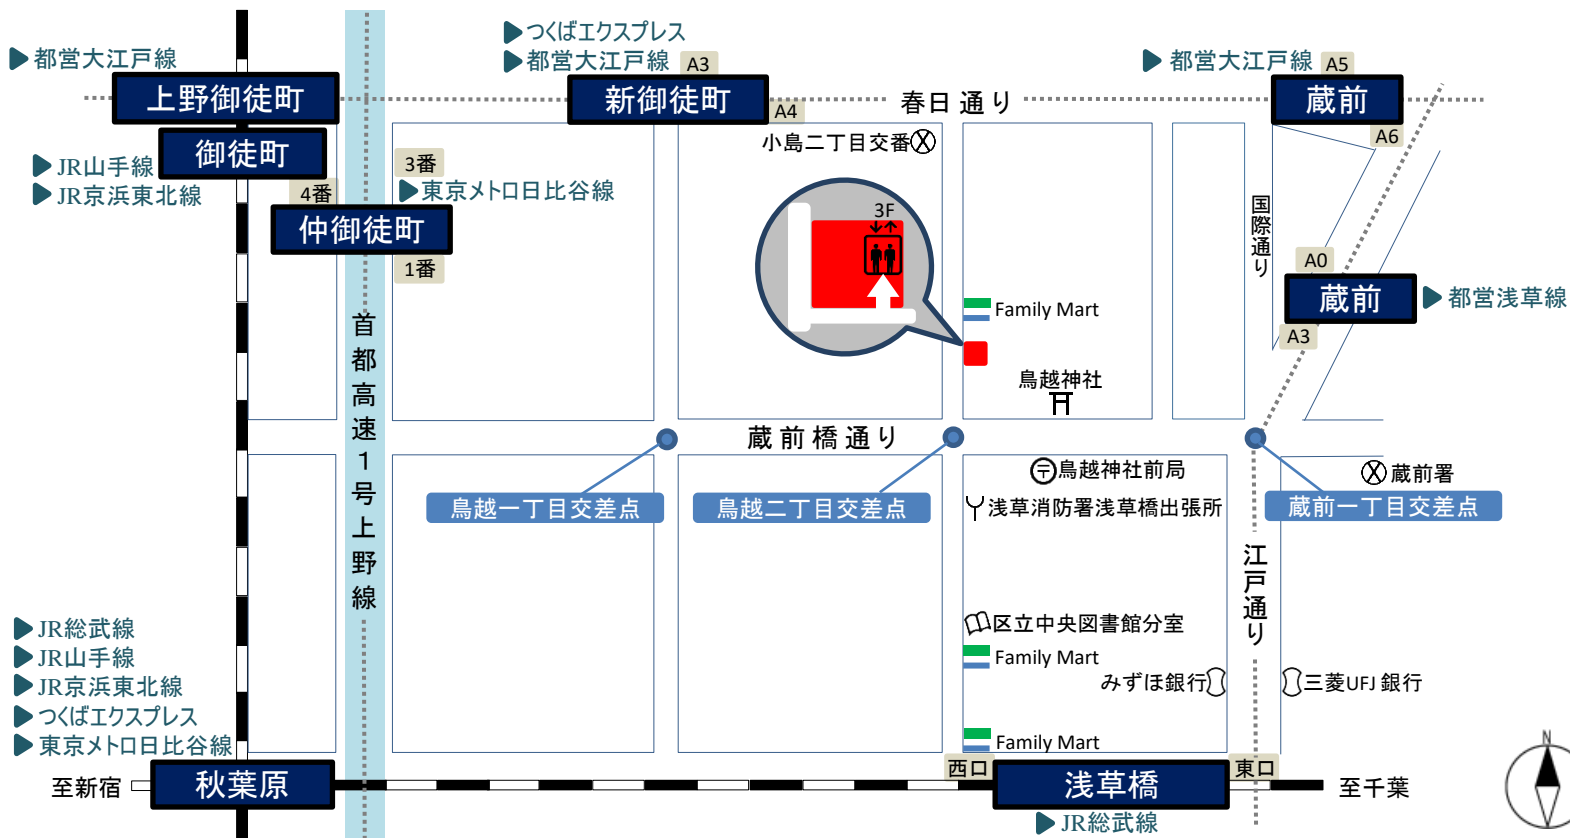 つくばエクスプレス
都営大江戸線
都営大江戸線
A3
都営大江戸線
A5
上野御徒町
新御徒町
A4
春日通り
蔵前
A6
小島二丁目交番
御徒町
JR山手線
JR京浜東北線
3番
東京メトロ日比谷線
4番
仲御徒町
1番
3F
国際通り
A0
蔵前
都営浅草線
A3
Family Mart
首都高速1号上野線
鳥越神社
蔵前橋通り
鳥越神社前局
蔵前署
鳥越一丁目交差点
鳥越二丁目交差点
浅草消防署浅草橋出張所
蔵前一丁目交差点
江戸通り
区立中央図書館分室
Family Mart
みずほ銀行
三菱UFJ 銀行
JR総武線
JR山手線
JR京浜東北線
つくばエクスプレス
東京メトロ日比谷線
Family Mart
N
西口
東口
至新宿
秋葉原
浅草橋
至千葉
JR総武線